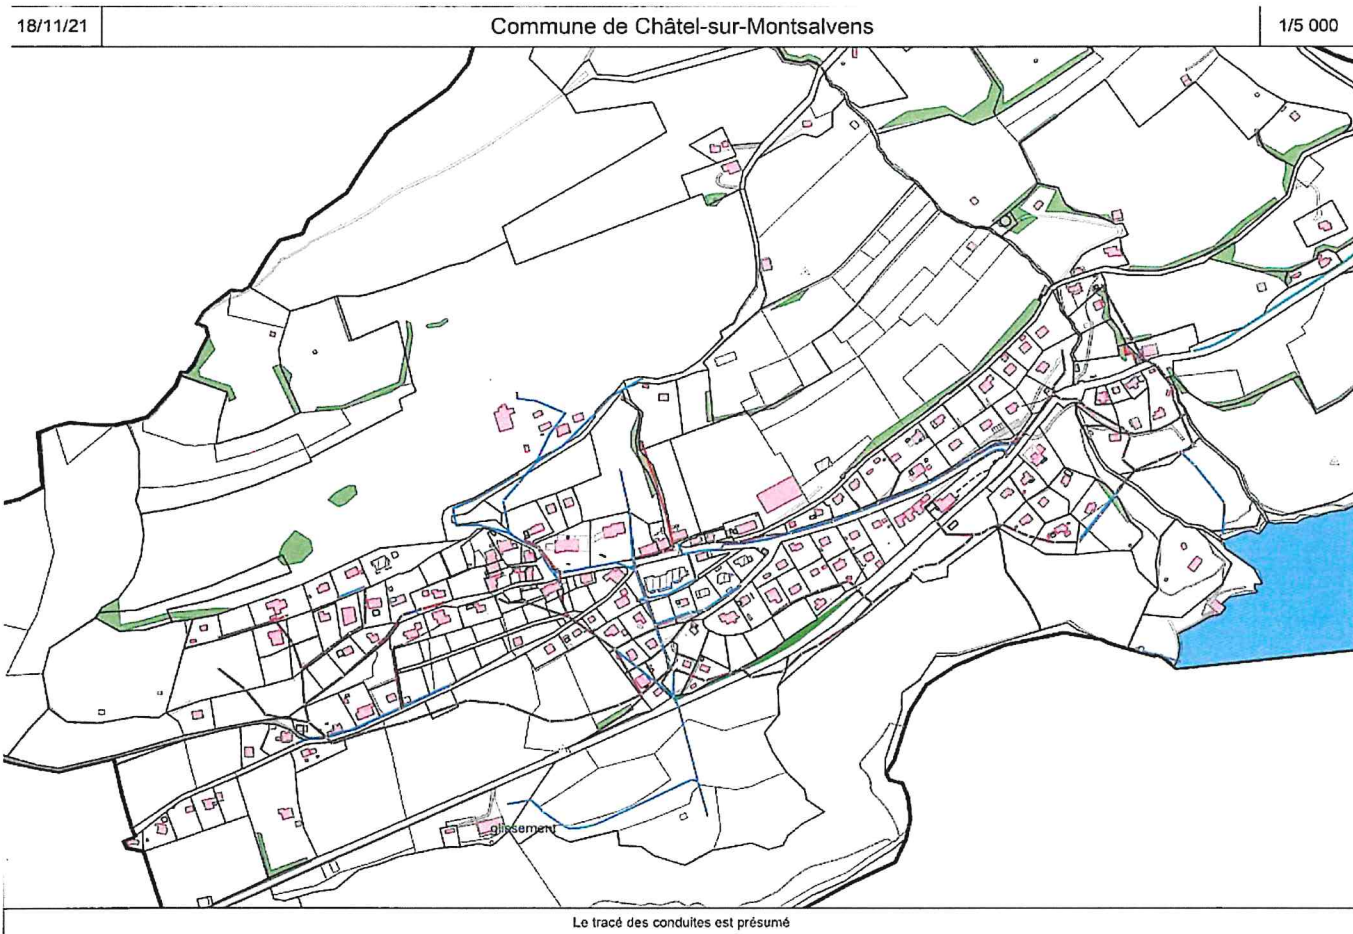 18/11/21
Commune de Châtel-sur-Montsalvens
1/5 000
glissement
Le tracé des conduites est présumé